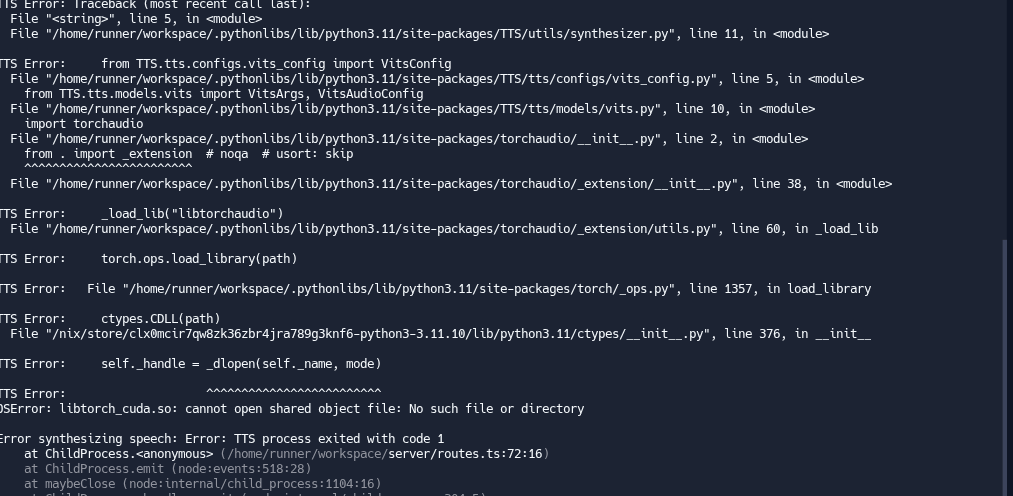 TTS Error: Traceback (most recent call last):
File "<string>", line 5, in <module>
File "/home/runner/workspace/.pythonlibs/lib/python3.11/site-packages/TTS/utils/synthesizer.py", line 11, in <module>
TTS Error:     from TTS.tts.configs.vits_config import VitsConfig
File "/home/runner/workspace/.pythonlibs/lib/python3.11/site-packages/TTS/tts/configs/vits_config.py", line 5, in <module>
from TTS.tts.models.vits import VitsArgs, VitsAudioConfig
File "/home/runner/workspace/.pythonlibs/lib/python3.11/site-packages/TTS/tts/models/vits.py", line 10, in <module>
import torchaudio
File "/home/runner/workspace/.pythonlibs/lib/python3.11/site-packages/torchaudio/__init__.py", line 2, in <module>
from . import _extension  # noqa  # usort: skip
^^^^^^^^^^^^^^^^^^^^^^^^
File "/home/runner/workspace/.pythonlibs/lib/python3.11/site-packages/torchaudio/_extension/__init__.py", line 38, in <module>
TTS Error:     _load_lib("libtorchaudio")
File "/home/runner/workspace/.pythonlibs/lib/python3.11/site-packages/torchaudio/_extension/utils.py", line 60, in _load_lib
TTS Error:     torch.ops.load_library(path)
TTS Error:   File "/home/runner/workspace/.pythonlibs/lib/python3.11/site-packages/torch/_ops.py", line 1357, in load_library
TTS Error:     ctypes.CDLL(path)
File "/nix/store/clx0mcir7qw8zk36zbr4jra789g3knf6-python3-3.11.10/lib/python3.11/ctypes/__init__.py", line 376, in __init__
TTS Error:     self._handle = _dlopen(self._name, mode)
TTS Error:                    ^^^^^^^^^^^^^^^^^^^^^^^^^
OSError: libtorch_cuda.so: cannot open shared object file: No such file or directory
Error synthesizing speech: Error: TTS process exited with code 1
at ChildProcess.<anonymous> (/home/runner/workspace/server/routes.ts:72:16)
at ChildProcess.emit (node:events:518:28)
at maybeClose (node:internal/child_process:1104:16)